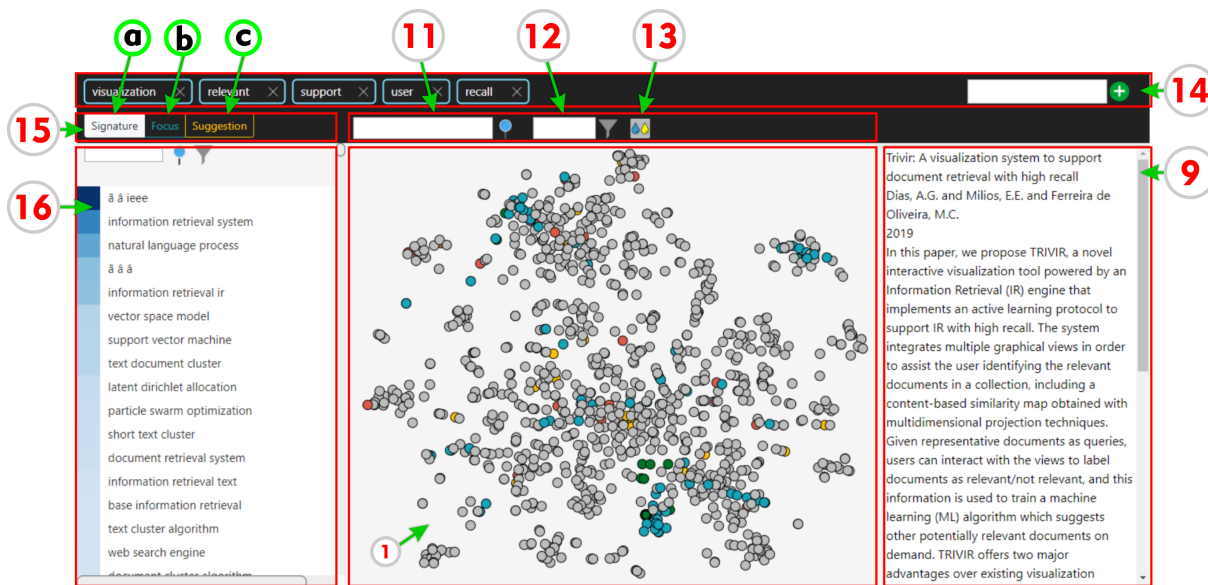 a b c 11 12 13
visualization × relevant × support × user × recall ×
14
15 Signature Focus Suggestion
16
ã â ieee
information retrieval system
natural language process
ã â â
information retrieval ir
vector space model
support vector machine
text document cluster
latent dirichlet allocation
particle swarm optimization
short text cluster
document retrieval system
information retrieval text
base information retrieval
text cluster algorithm
web search engine
document cluster algorithm
1
9
Trivir: A visualization system to support
document retrieval with high recall
Dias, A.G. and Milios, E.E. and Ferreira de
Oliveira, M.C.
2019
In this paper, we propose TRIVIR, a novel
interactive visualization tool powered by an
Information Retrieval (IR) engine that
implements an active learning protocol to
support IR with high recall. The system
integrates multiple graphical views in order
to assist the user identifying the relevant
documents in a collection, including a
content-based similarity map obtained with
multidimensional projection techniques.
Given representative documents as queries,
users can interact with the views to label
documents as relevant/not relevant, and this
information is used to train a machine
learning (ML) algorithm which suggests
other potentially relevant documents on
demand. TRIVIR offers two major
advantages over existing visualization